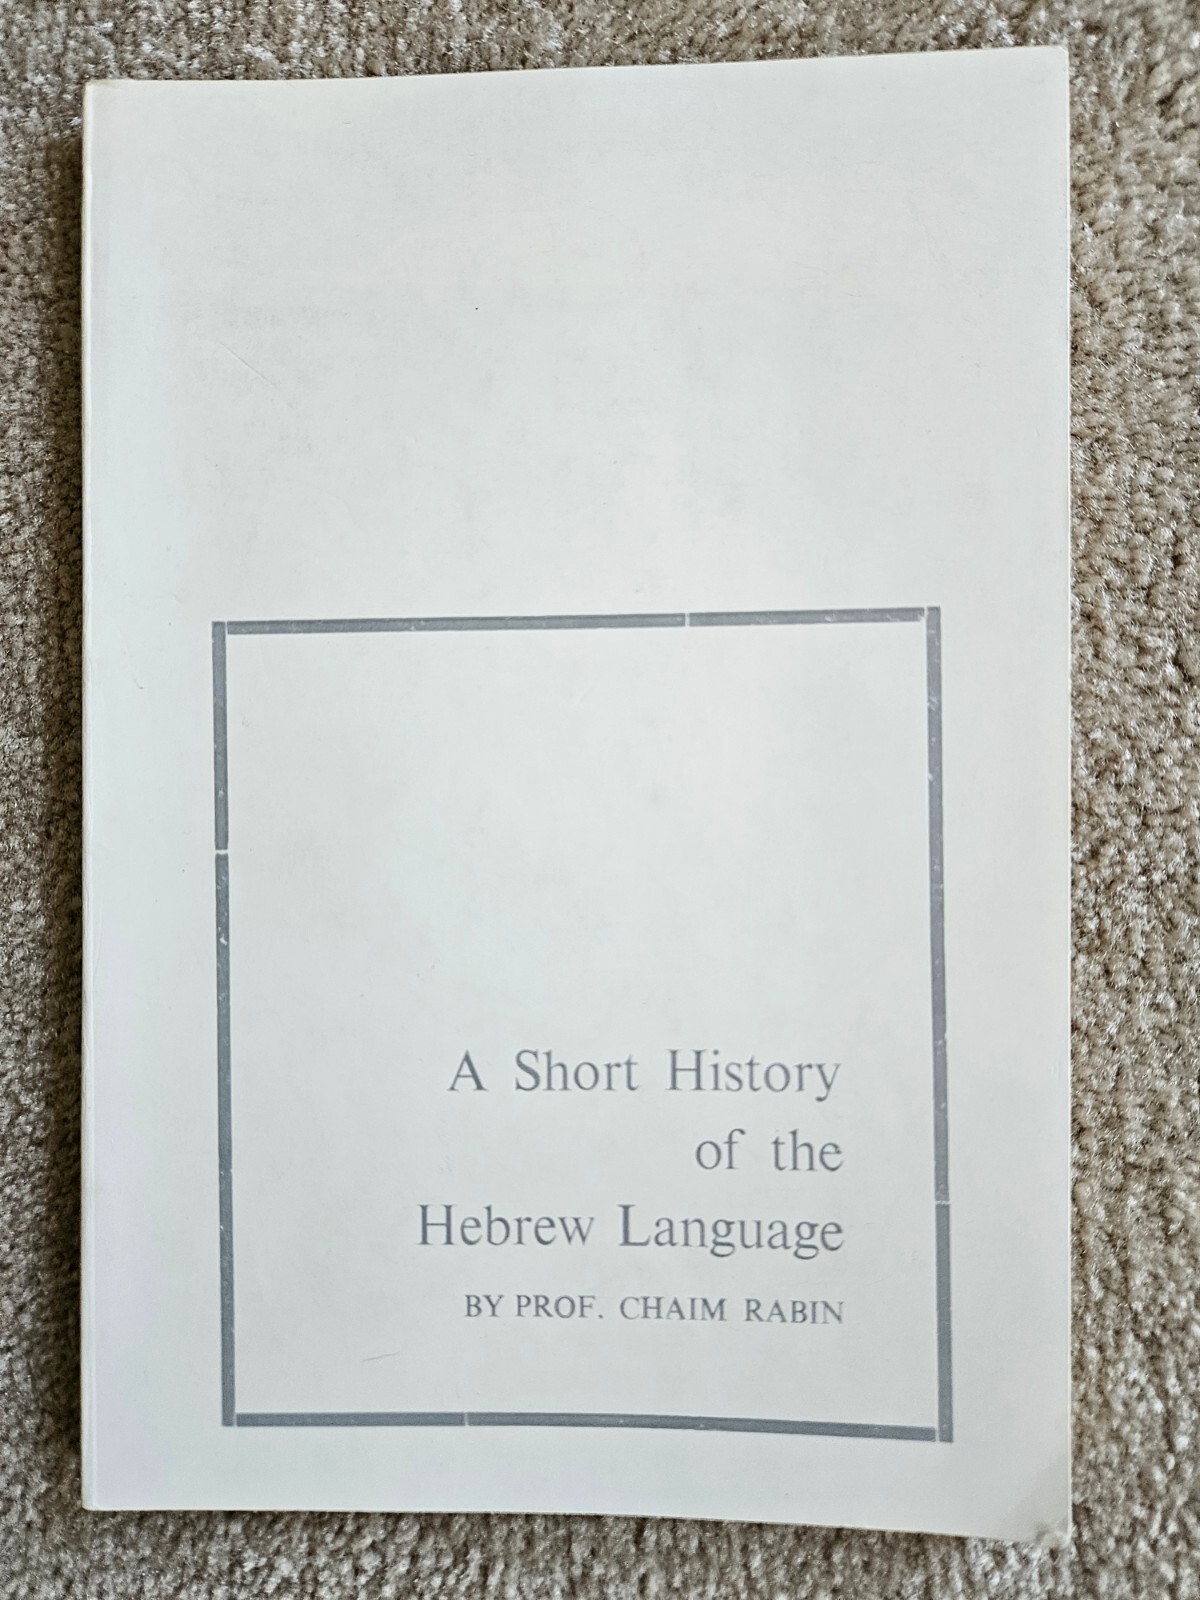 A Short History
of the
Hebrew Language
BY PROF. CHAIM RABIN